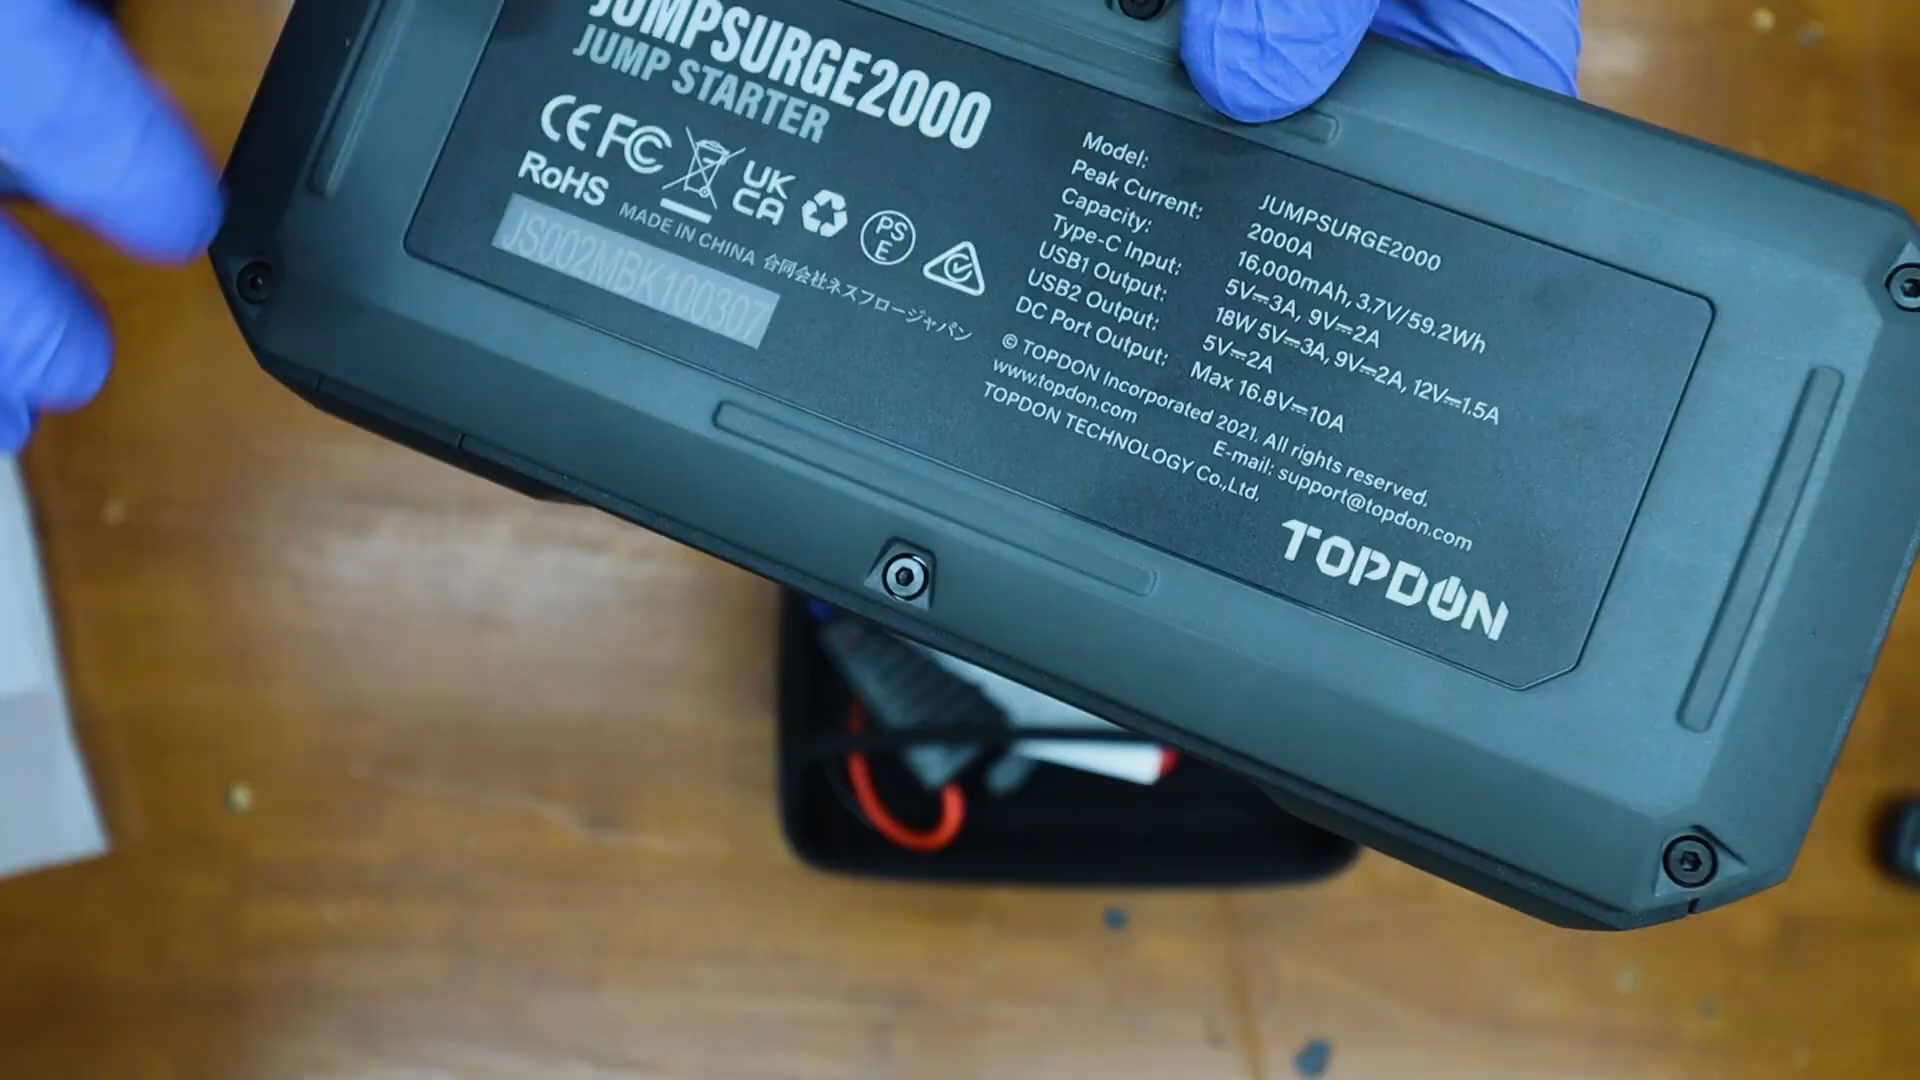 JUMPSURGE2000
JUMP STARTER
CE FC UK CA PS E
RoHS
MADE IN CHINA 合同会社ネスフロージャパン
JS002MBK100307
Model: JUMPSURGE2000
Peak Current: 2000A
Capacity: 16,000mAh, 3.7V/59.2Wh
Type-C Input: 5V⎓3A, 9V⎓2A
USB1 Output: 18W 5V⎓3A, 9V⎓2A, 12V⎓1.5A
USB2 Output: 5V⎓2A
DC Port Output: Max 16.8V⎓10A
© TOPDON Incorporated 2021. All rights reserved.
www.topdon.com E-mail: support@topdon.com
TOPDON TECHNOLOGY Co.,Ltd.
TOPDON